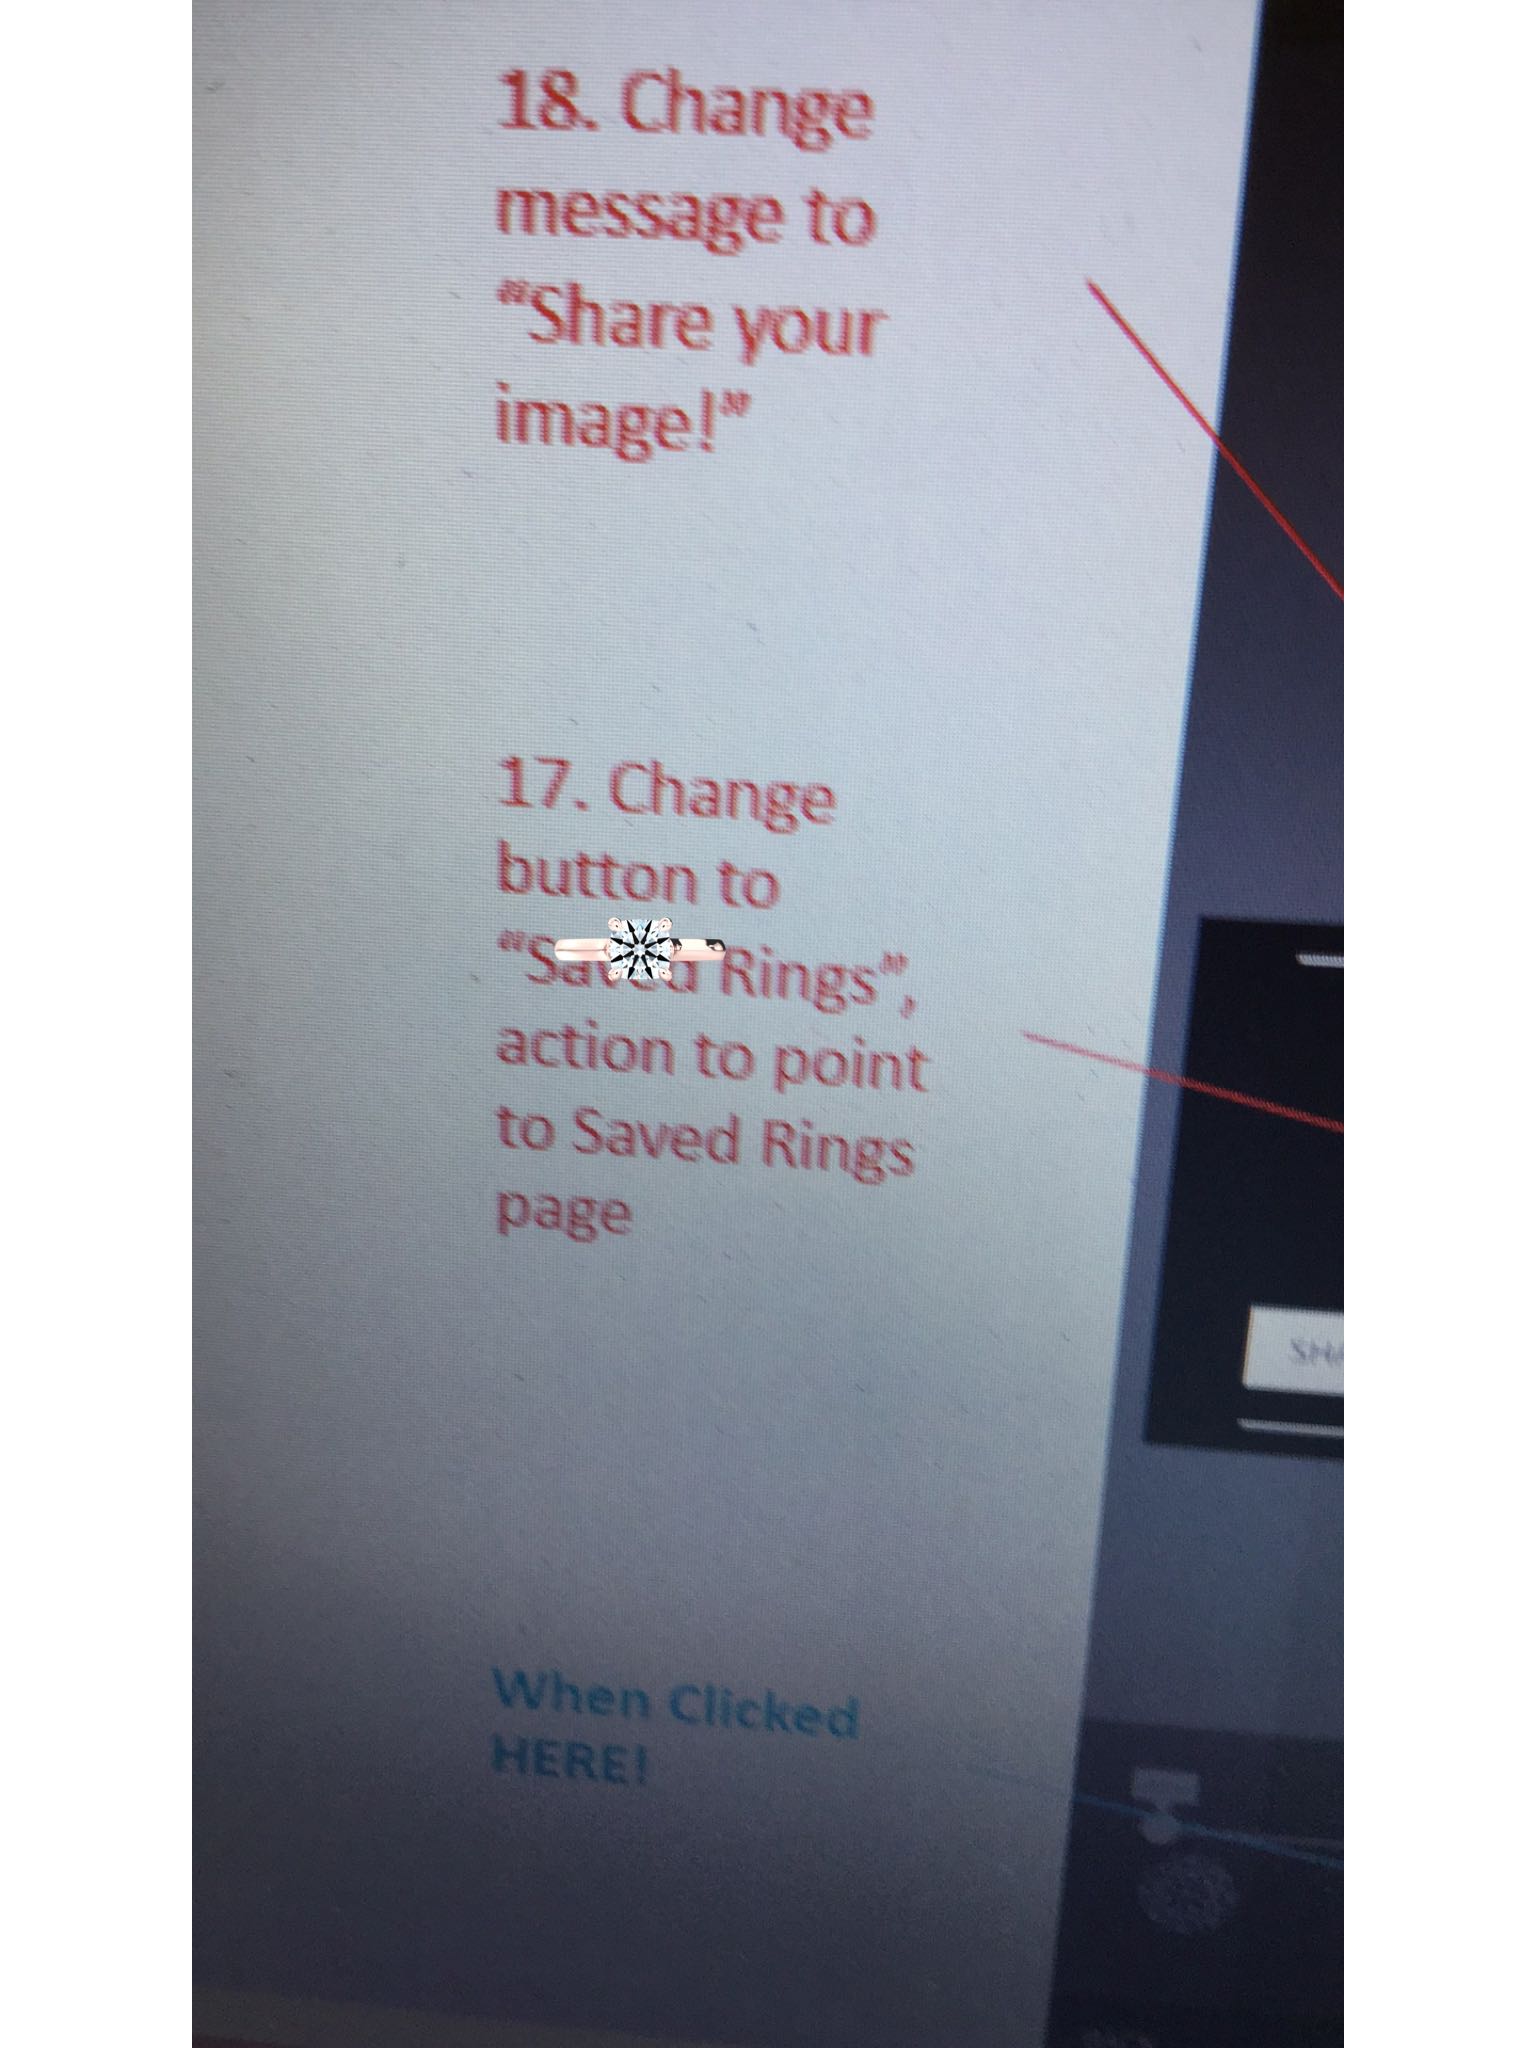 18. Change
message to
“Share your
image!”
17. Change
button to
“Saved Rings”,
action to point
to Saved Rings
page
When Clicked
HERE!